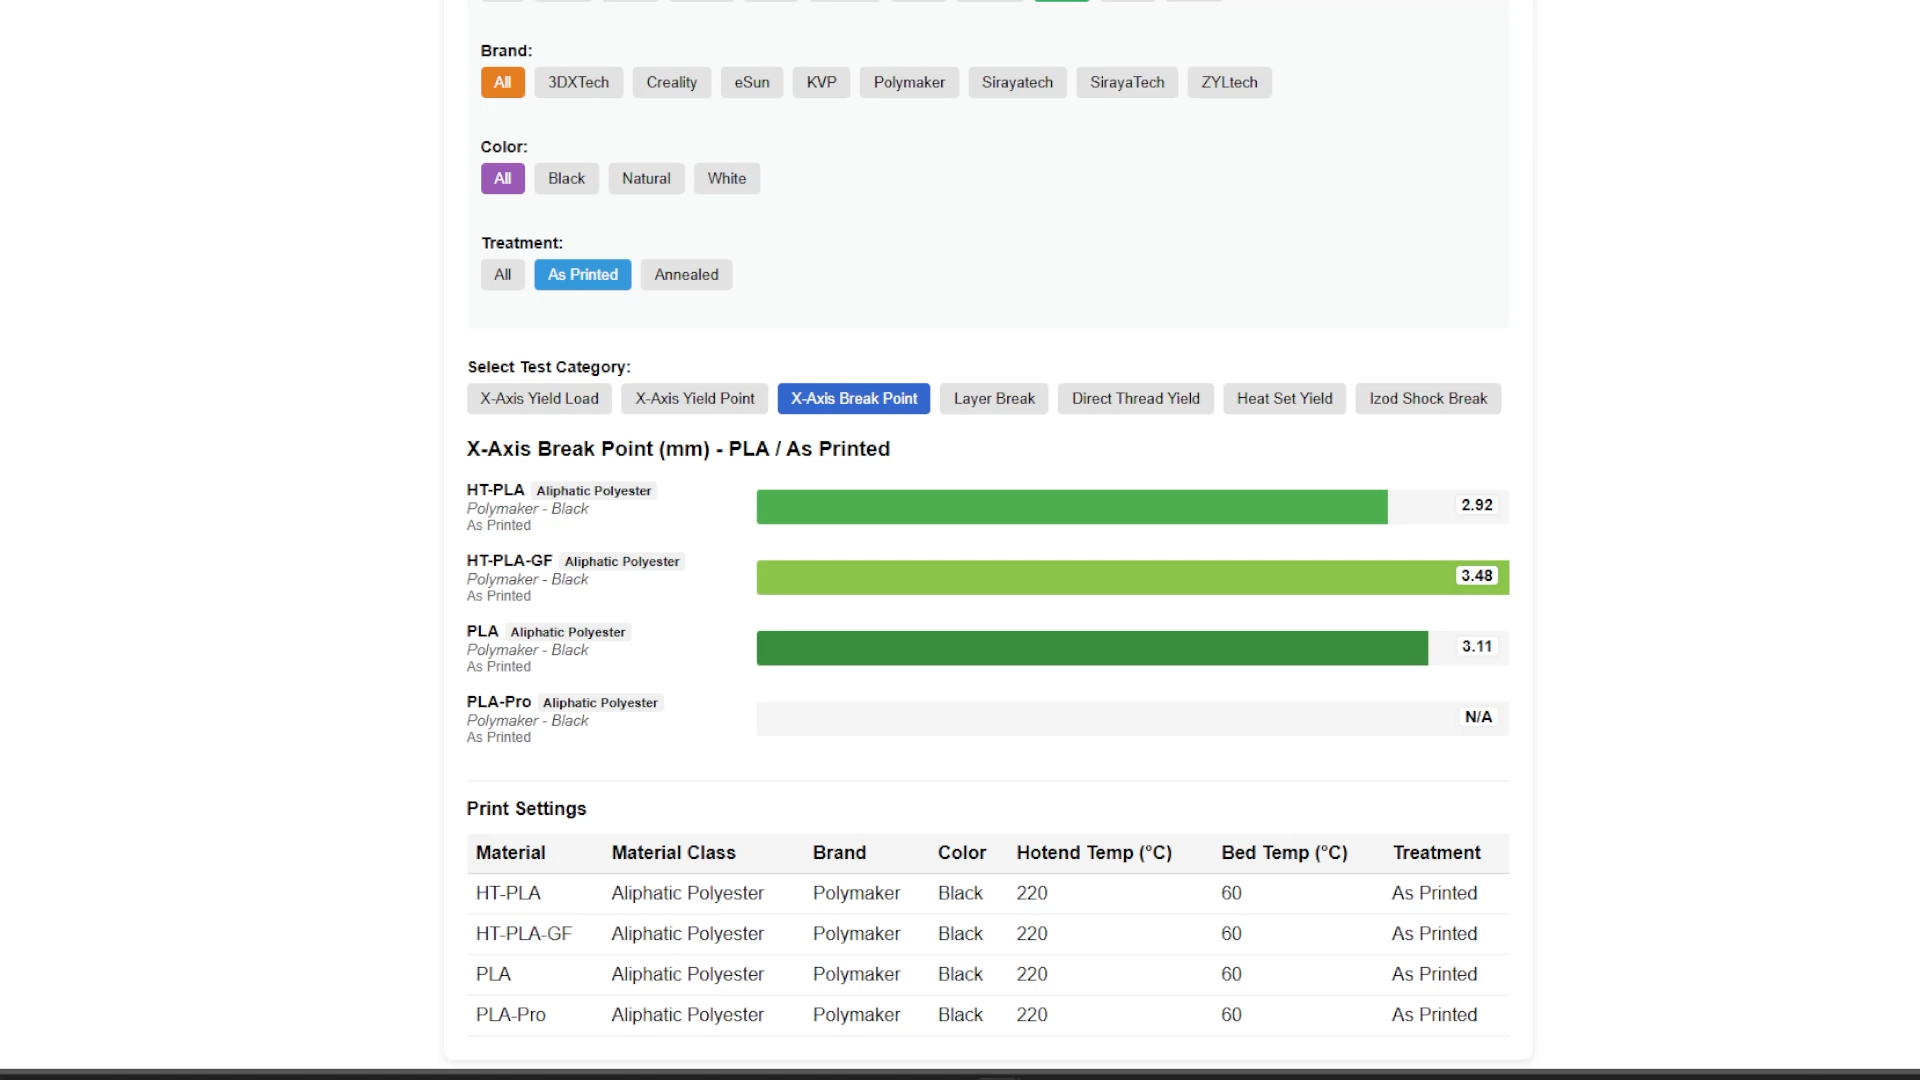 Brand:
All 3DXTech Creality eSun KVP Polymaker Sirayatech SirayaTech ZYLtech
Color:
All Black Natural White
Treatment:
All As Printed Annealed
Select Test Category:
X-Axis Yield Load X-Axis Yield Point X-Axis Break Point Layer Break Direct Thread Yield Heat Set Yield Izod Shock Break
X-Axis Break Point (mm) - PLA / As Printed
HT-PLA Aliphatic Polyester
Polymaker - Black
As Printed
2.92
HT-PLA-GF Aliphatic Polyester
Polymaker - Black
As Printed
3.48
PLA Aliphatic Polyester
Polymaker - Black
As Printed
3.11
PLA-Pro Aliphatic Polyester
Polymaker - Black
As Printed
N/A
Print Settings
Material Material Class Brand Color Hotend Temp (°C) Bed Temp (°C) Treatment
HT-PLA Aliphatic Polyester Polymaker Black 220 60 As Printed
HT-PLA-GF Aliphatic Polyester Polymaker Black 220 60 As Printed
PLA Aliphatic Polyester Polymaker Black 220 60 As Printed
PLA-Pro Aliphatic Polyester Polymaker Black 220 60 As Printed